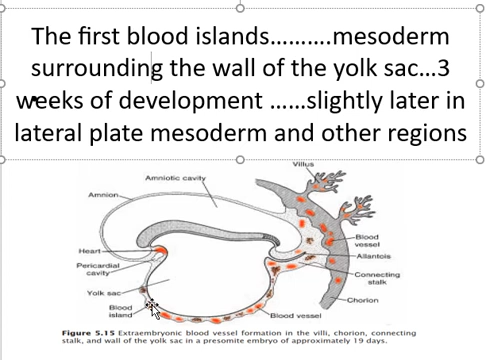 The first blood islands..........mesoderm
surrounding the wall of the yolk sac...3
weeks of development ......slightly later in
lateral plate mesoderm and other regions
Villus
Amniotic cavity
Amnion
Blood
vessel
Heart
Allantois
Pericardial
cavity
Connecting
stalk
Yolk sac
Chorion
Blood
island
Blood vessel
Figure 5.15 Extraembryonic blood vessel formation in the villi, chorion, connecting
stalk, and wall of the yolk sac in a presomite embryo of approximately 19 days.